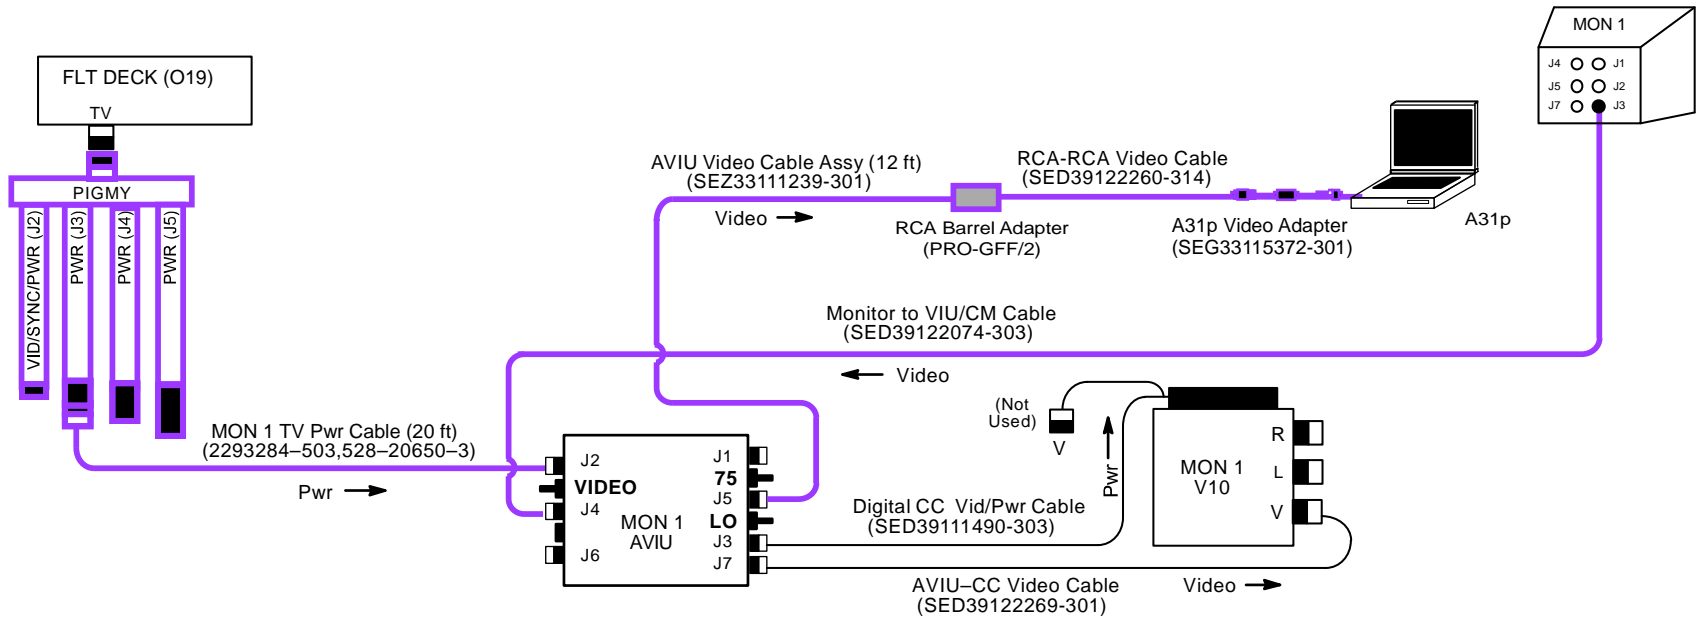 FLT DECK (O19)
TV
PIGMY
VID/SYNC/PWR (J2)
PWR (J3)
PWR (J4)
PWR (J5)
MON 1 TV Pwr Cable (20 ft)
(2293284–503,528–20650–3)
Pwr
AVIU Video Cable Assy (12 ft)
(SEZ33111239-301)
Video
RCA Barrel Adapter
(PRO-GFF/2)
RCA-RCA Video Cable
(SED39122260-314)
A31p Video Adapter
(SEG33115372-301)
A31p
MON 1
J4
J1
J5
J2
J7
J3
Monitor to VIU/CM Cable
(SED39122074-303)
Video
J2
VIDEO
J4
J6
MON 1
AVIU
J1
75
J5
LO
J3
J7
Digital CC Vid/Pwr Cable
(SED39111490-303)
(Not
Used)
V
Pwr
MON 1
V10
R
L
V
AVIU–CC Video Cable
(SED39122269-301)
Video